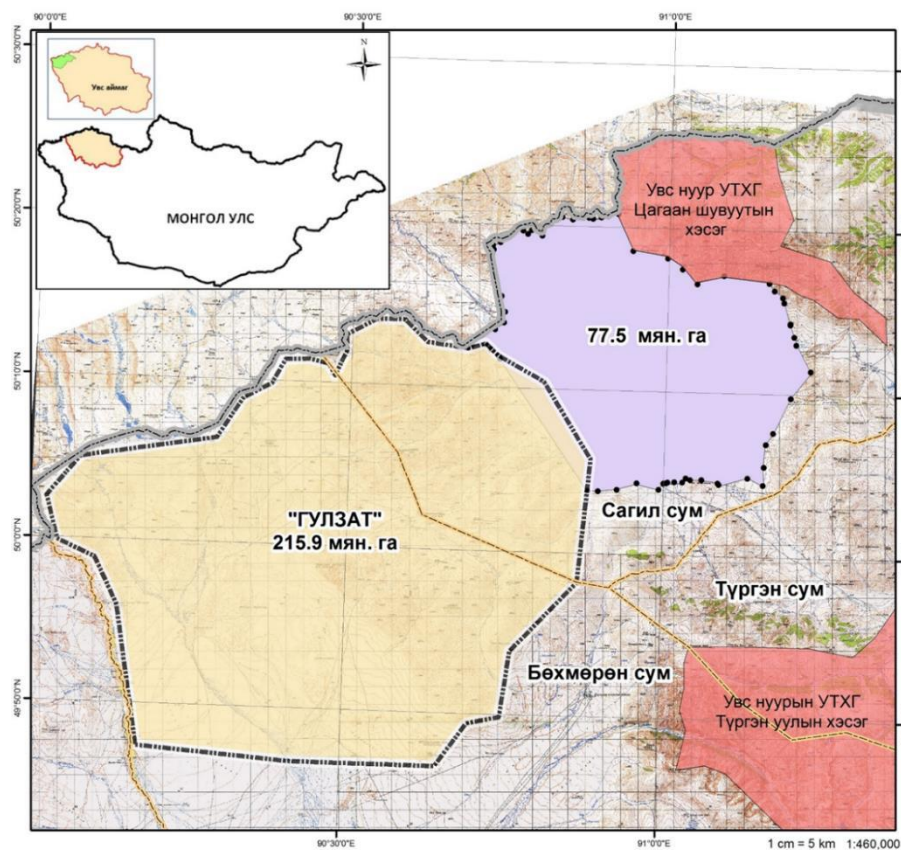 90°0'0"E
90°30'0"E
91°0'0"E
50°30'0"N
50°20'0"N
50°10'0"N
50°0'0"N
49°50'0"N
N
Увс аймаг
МОНГОЛ УЛС
Увс нуур УТХГ
Цагаан шувуутын
хэсэг
77.5 мян. га
"ГУЛЗАТ"
215.9 мян. га
Сагил сум
Түргэн сум
Бөхмөрөн сум
Увс нуурын УТХГ
Түргэн уулын хэсэг
90°30'0"E
91°0'0"E
1 cm = 5 km 1:460,000